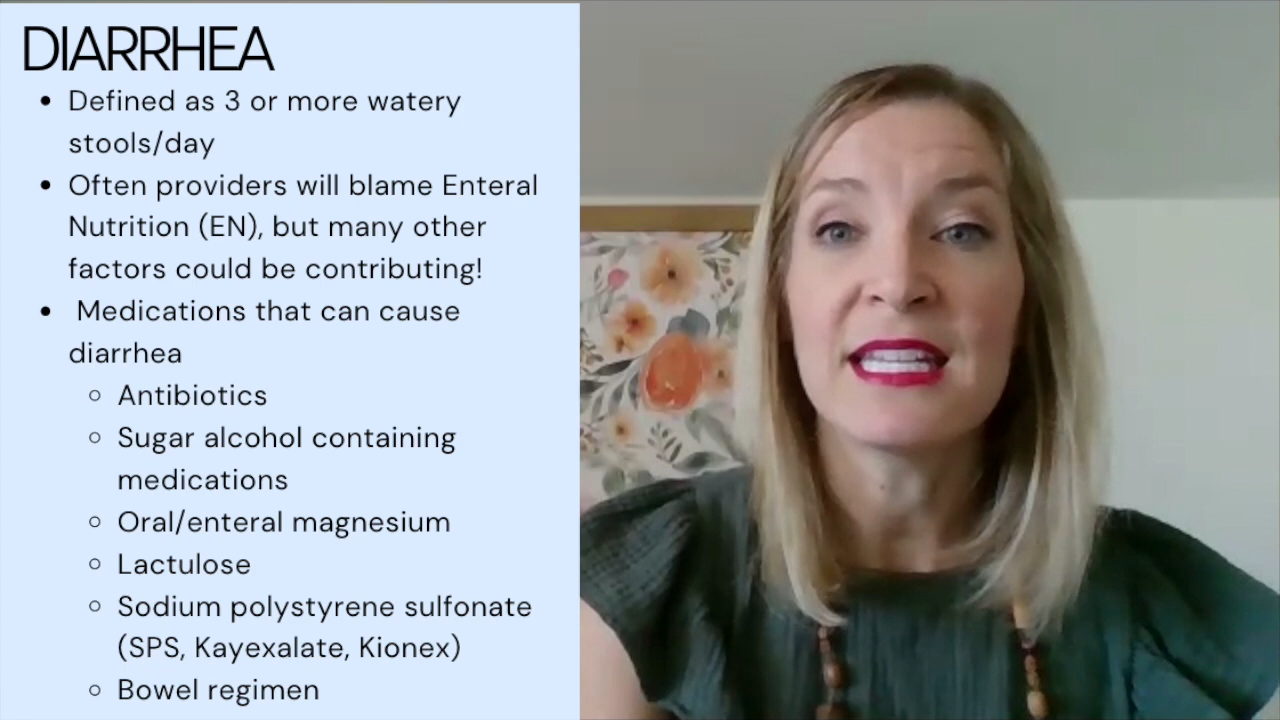 DIARRHEA
• Defined as 3 or more watery
stools/day
• Often providers will blame Enteral
Nutrition (EN), but many other
factors could be contributing!
• Medications that can cause
diarrhea
○ Antibiotics
○ Sugar alcohol containing
medications
○ Oral/enteral magnesium
○ Lactulose
○ Sodium polystyrene sulfonate
(SPS, Kayexalate, Kionex)
○ Bowel regimen